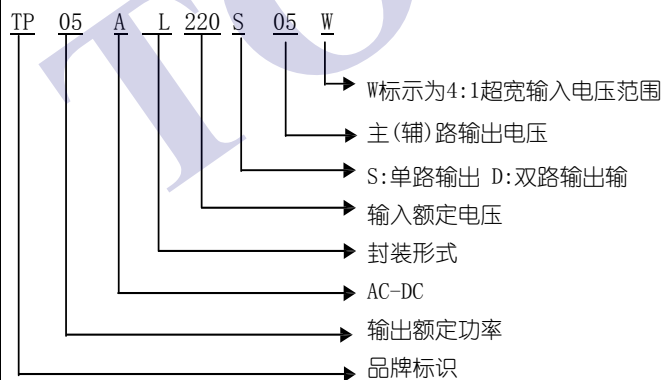 TP 05 A L 220 S 05 W
W标示为4:1超宽输入电压范围
主(辅)路输出电压
S:单路输出 D:双路输出输
输入额定电压
封装形式
AC-DC
输出额定功率
品牌标识